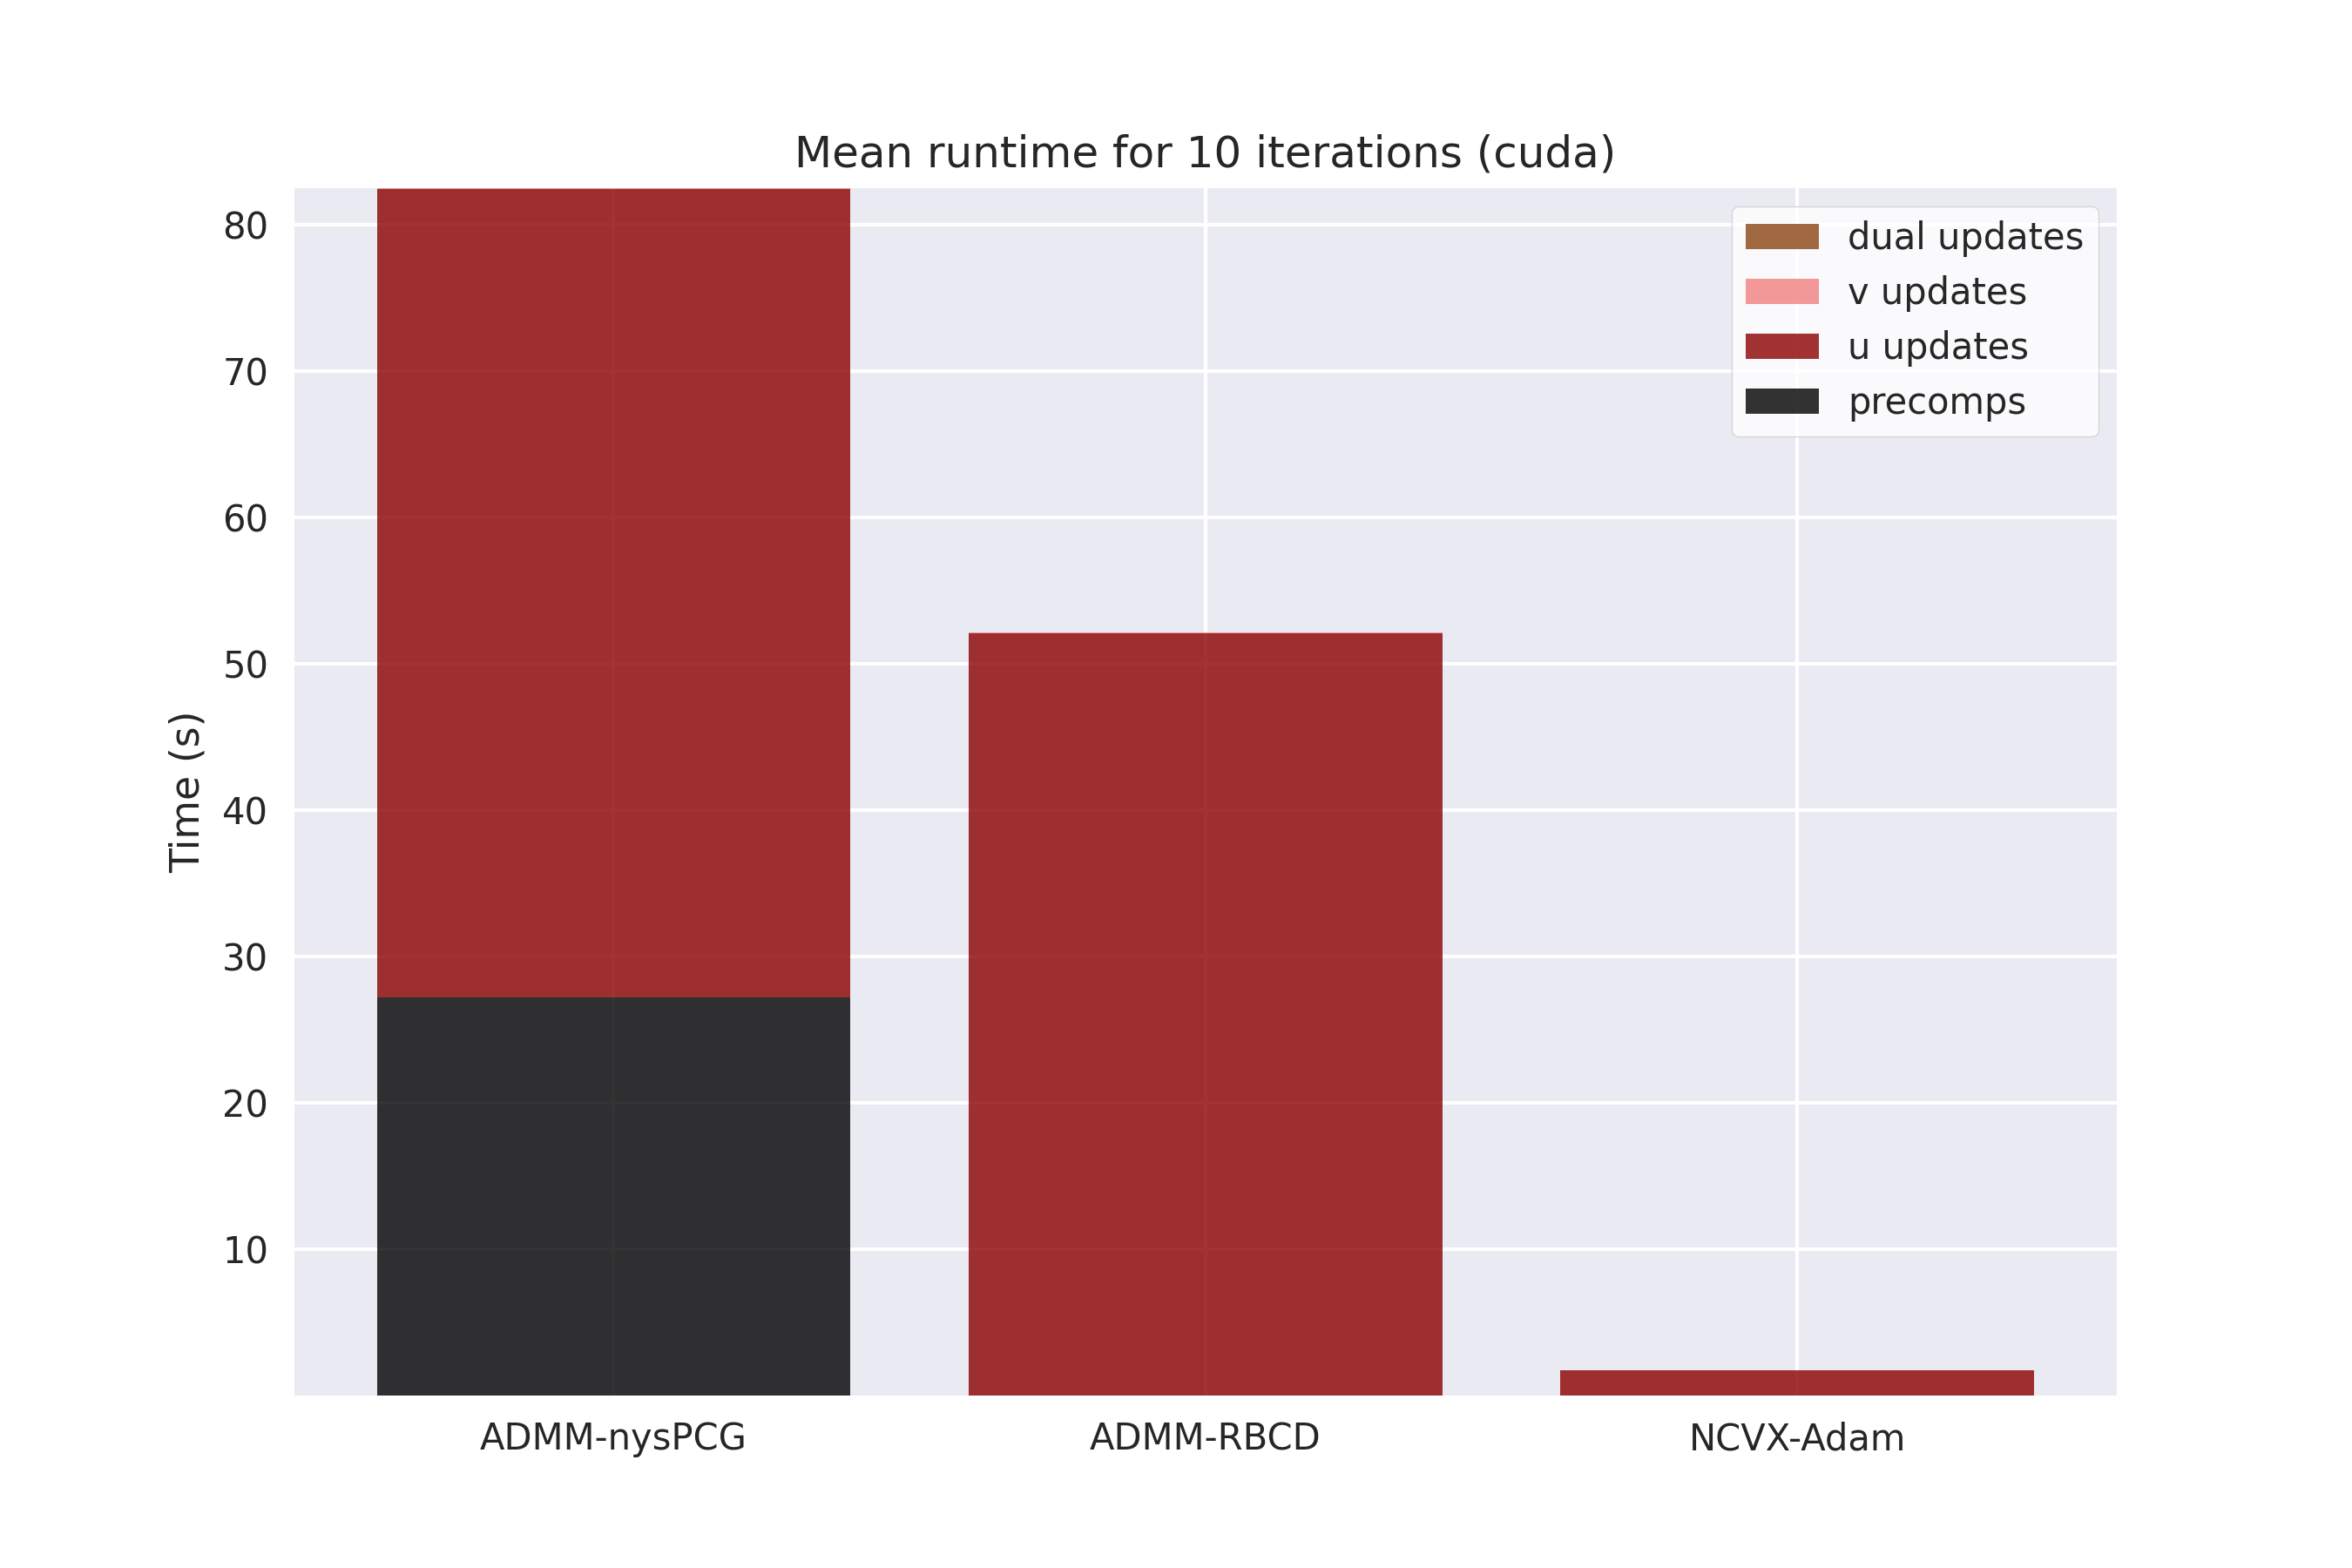 Mean runtime for 10 iterations (cuda)
80
70
60
50
40
30
20
10
Time (s)
dual updates
v updates
u updates
precomps
ADMM-nysPCG
ADMM-RBCD
NCVX-Adam